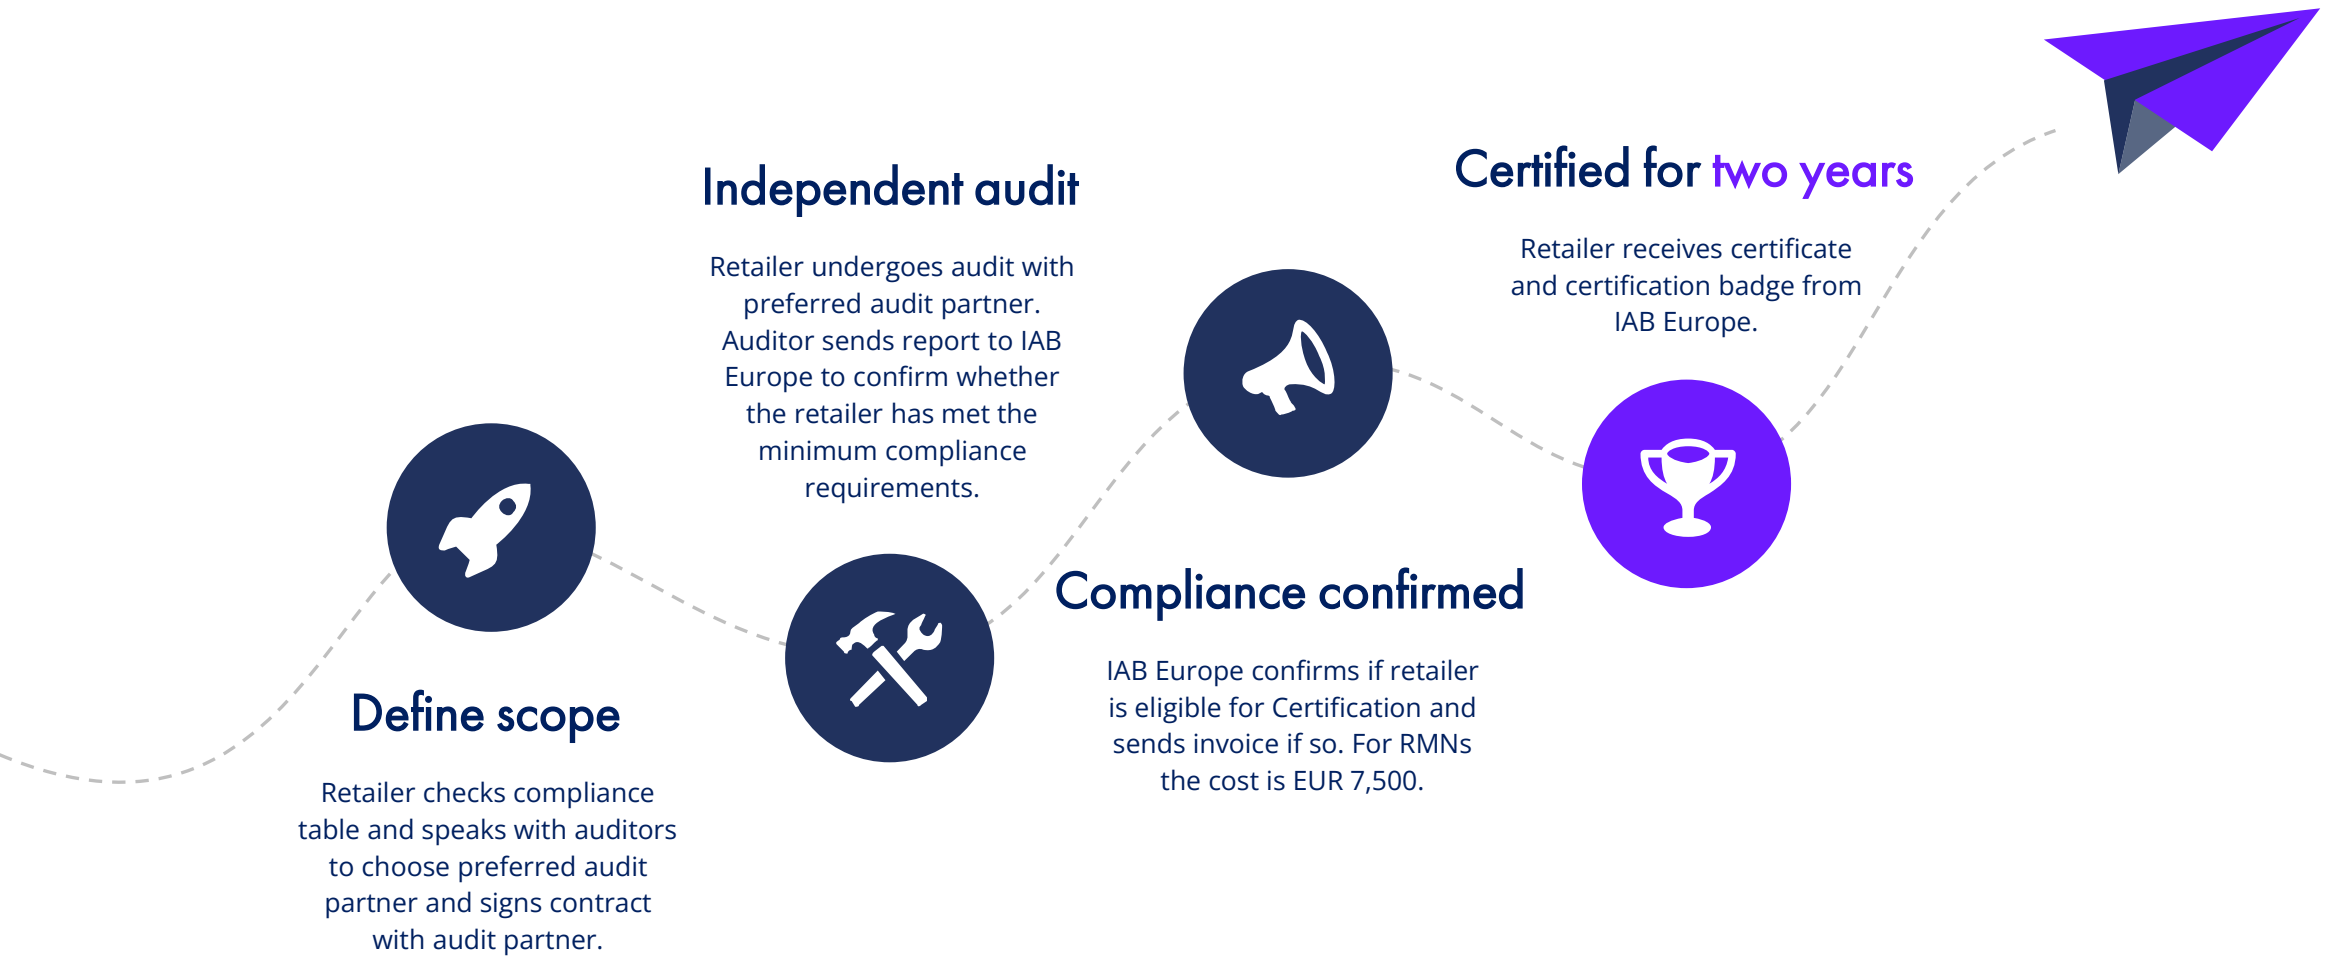 Define scope
Retailer checks compliance
table and speaks with auditors
to choose preferred audit
partner and signs contract
with audit partner.
Independent audit
Retailer undergoes audit with
preferred audit partner.
Auditor sends report to IAB
Europe to confirm whether
the retailer has met the
minimum compliance
requirements.
Compliance confirmed
IAB Europe confirms if retailer
is eligible for Certification and
sends invoice if so. For RMNs
the cost is EUR 7,500.
Certified for two years
Retailer receives certificate
and certification badge from
IAB Europe.